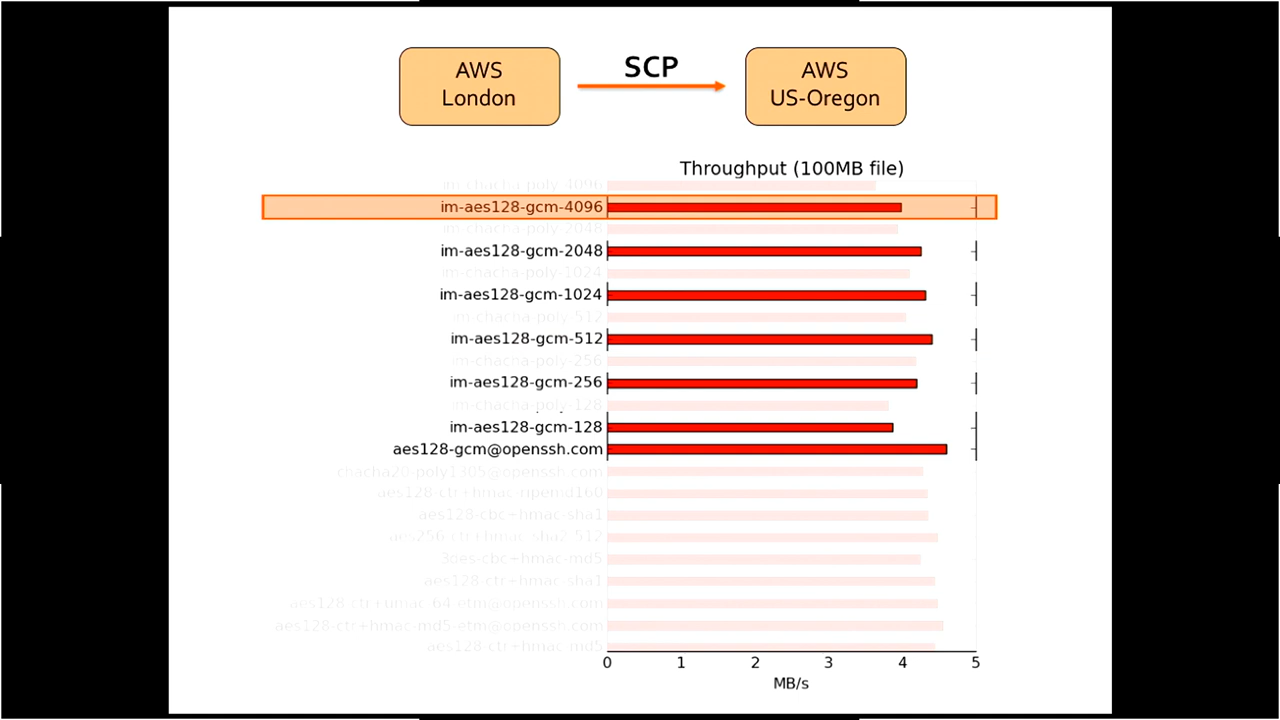 AWS
London
SCP
AWS
US-Oregon
Throughput (100MB file)
im-chacha-poly-4096
im-aes128-gcm-4096
im-chacha-poly-2048
im-aes128-gcm-2048
im-chacha-poly-1024
im-aes128-gcm-1024
im-chacha-poly-512
im-aes128-gcm-512
im-chacha-poly-256
im-aes128-gcm-256
im-chacha-poly-128
im-aes128-gcm-128
aes128-gcm@openssh.com
chacha20-poly1305@openssh.com
aes128-ctr+hmac-ripemd160
aes128-cbc+hmac-sha1
aes256-ctr+hmac-sha2-512
3des-cbc+hmac-md5
aes128-ctr+hmac-sha1
aes128-ctr+umac-64-etm@openssh.com
aes128-ctr+hmac-md5-etm@openssh.com
aes128-ctr+hmac-md5
0 1 2 3 4 5
MB/s